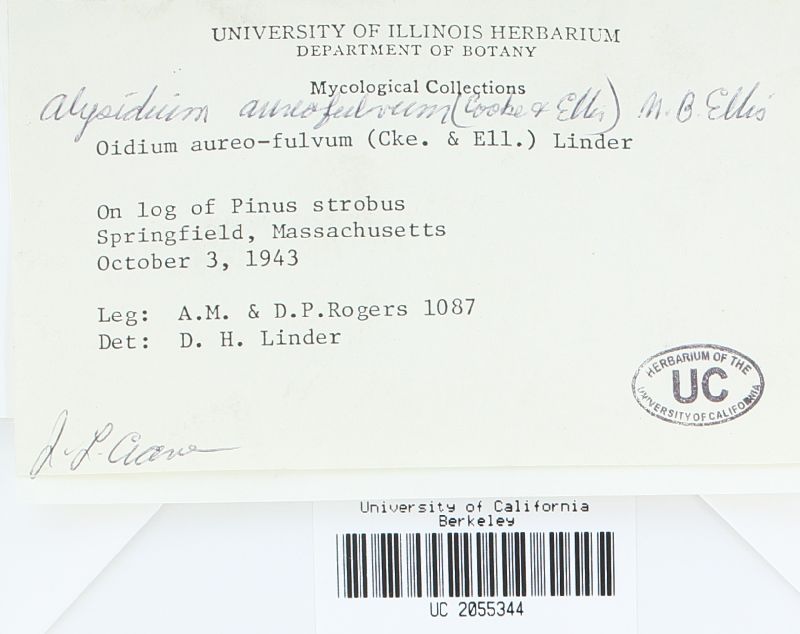 UNIVERSITY OF ILLINOIS HERBARIUM
DEPARTMENT OF BOTANY
Mycological Collections
Alysidium aureofulvum (Cooke & Ellis) M. B. Ellis
Oidium aureo-fulvum (Cke. & Ell.) Linder
On log of Pinus strobus
Springfield, Massachusetts
October 3, 1943
Leg: A.M. & D.P.Rogers 1087
Det: D. H. Linder
HERBARIUM OF THE
UC
UNIVERSITY OF CALIFORNIA
J. L. Crane
University of California
Berkeley
UC 2055344